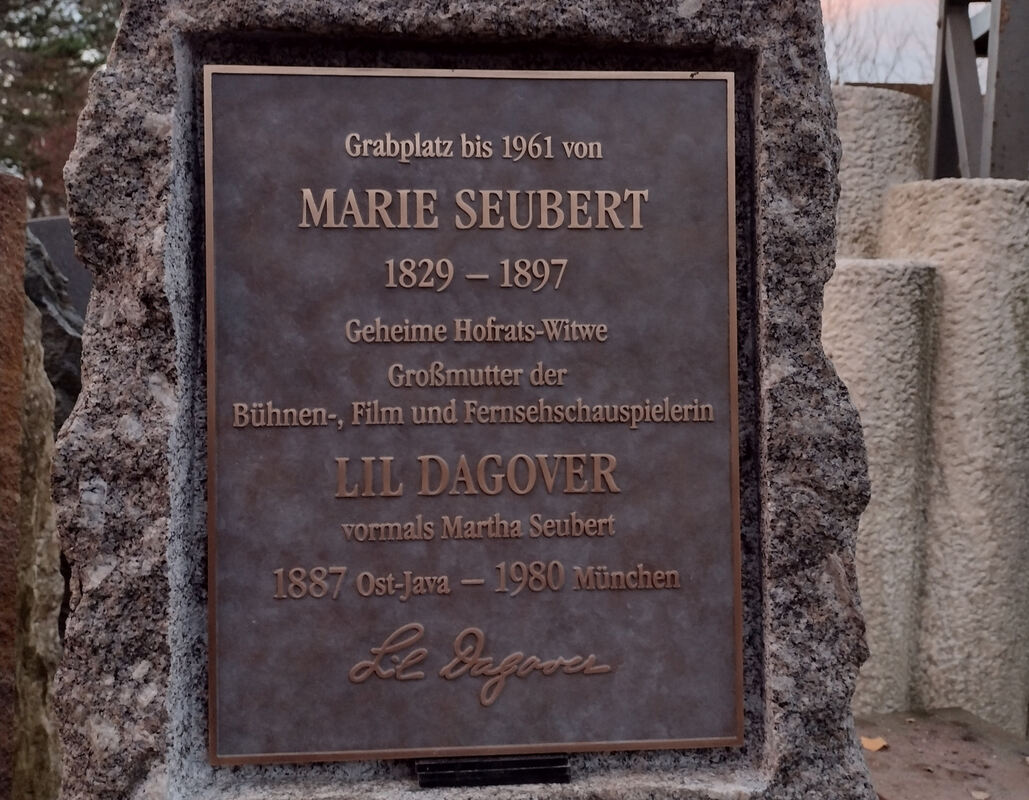 Grabplatz bis 1961 von
MARIE SEUBERT
1829 – 1897
Geheime Hofrats-Witwe
Großmutter der
Bühnen-, Film und Fernsehschauspielerin
LIL DAGOVER
vormals Martha Seubert
1887 Ost-Java – 1980 München
Lil Dagover